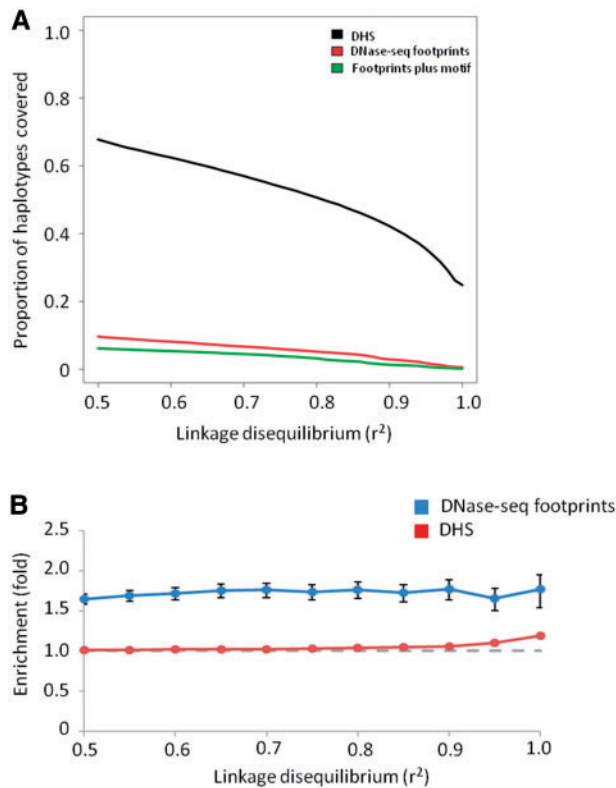 A
DHS
DNase-seq footprints
Footprints plus motif
Proportion of haplotypes covered
1.0
0.8
0.6
0.4
0.2
0
0.5 0.6 0.7 0.8 0.9 1.0
Linkage disequilibrium (r²)
B
DNase-seq footprints
DHS
Enrichment (fold)
2.5
2.0
1.5
1.0
0.5
0
0.5 0.6 0.7 0.8 0.9 1.0
Linkage disequilibrium (r²)